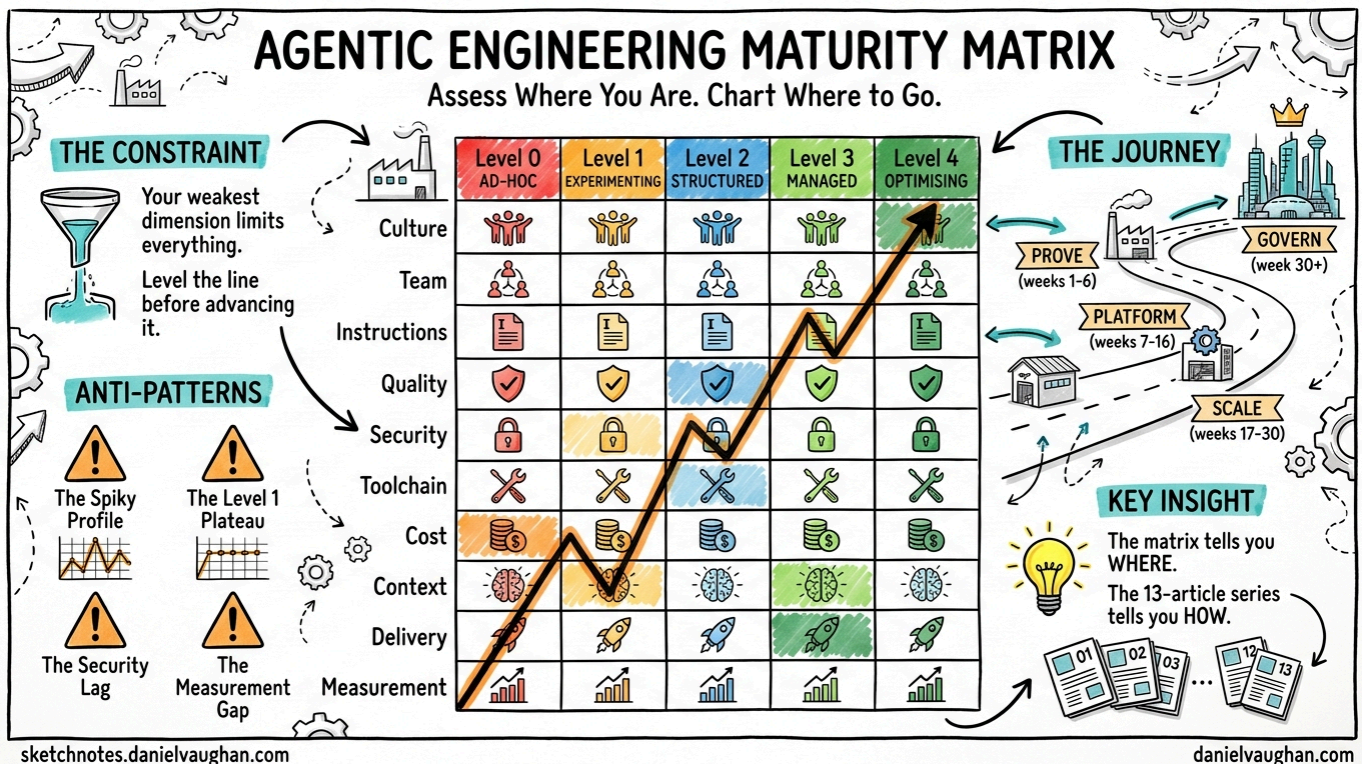 AGENTIC ENGINEERING MATURITY MATRIX
Assess Where You Are. Chart Where to Go.
THE CONSTRAINT
Your weakest
dimension limits
everything.
Level the line
before advancing
it.
ANTI-PATTERNS
The Spiky
Profile
The Level 1
Plateau
The Security
Lag
The
Measurement
Gap
Level 0
AD-HOC
Level 1
EXPERIMENTING
Level 2
STRUCTURED
Level 3
MANAGED
Level 4
OPTIMISING
Culture
Team
Instructions
Quality
Security
Toolchain
Cost
Context
Delivery
Measurement
THE JOURNEY
PROVE
(weeks 1-6)
GOVERN
(week 30+)
PLATFORM
(weeks 7-16)
SCALE
(weeks 17-30)
KEY INSIGHT
The matrix tells you
WHERE.
The 13-article series
tells you HOW.
01
02
03
...
12
13
sketchnotes.danielvaughan.com
danielvaughan.com